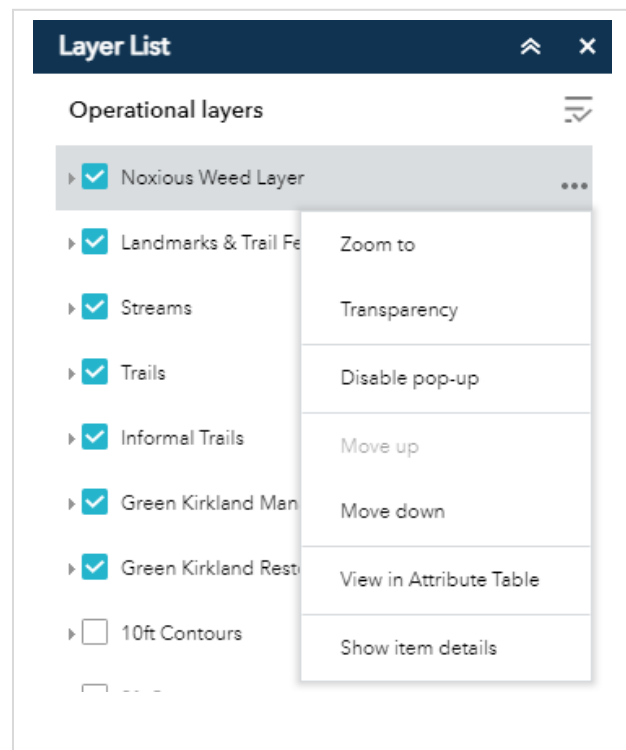 Layer List
Operational layers
Noxious Weed Layer
Landmarks & Trail Fe
Streams
Trails
Informal Trails
Green Kirkland Man
Green Kirkland Rest
10ft Contours
Zoom to
Transparency
Disable pop-up
Move up
Move down
View in Attribute Table
Show item details